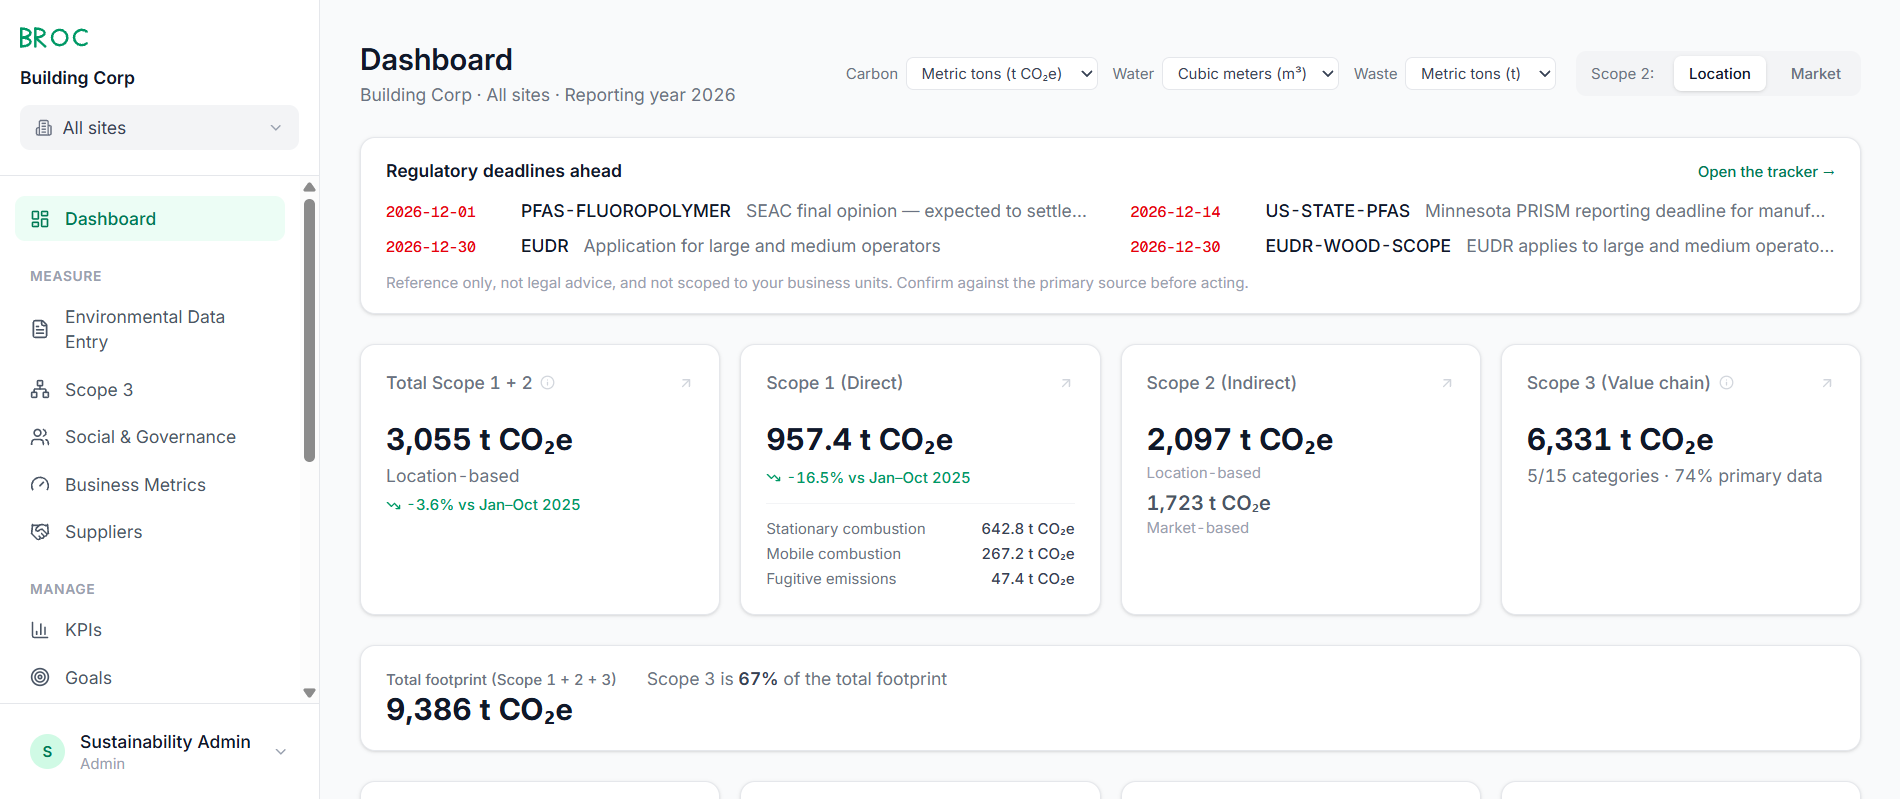 BROC
Building Corp
All sites
Dashboard
MEASURE
Environmental Data
Entry
Scope 3
Social & Governance
Business Metrics
Suppliers
MANAGE
KPIs
Goals
S
Sustainability Admin
Admin
Dashboard
Building Corp · All sites · Reporting year 2026
Carbon Metric tons (t CO₂e) Water Cubic meters (m³) Waste Metric tons (t) Scope 2: Location Market
Regulatory deadlines ahead
Open the tracker →
2026-12-01 PFAS-FLUOROPOLYMER SEAC final opinion — expected to settle...
2026-12-14 US-STATE-PFAS Minnesota PRISM reporting deadline for manuf...
2026-12-30 EUDR Application for large and medium operators
2026-12-30 EUDR-WOOD-SCOPE EUDR applies to large and medium operato...
Reference only, not legal advice, and not scoped to your business units. Confirm against the primary source before acting.
Total Scope 1 + 2
3,055 t CO₂e
Location-based
-3.6% vs Jan–Oct 2025
Scope 1 (Direct)
957.4 t CO₂e
-16.5% vs Jan–Oct 2025
Stationary combustion 642.8 t CO₂e
Mobile combustion 267.2 t CO₂e
Fugitive emissions 47.4 t CO₂e
Scope 2 (Indirect)
2,097 t CO₂e
Location-based
1,723 t CO₂e
Market-based
Scope 3 (Value chain)
6,331 t CO₂e
5/15 categories · 74% primary data
Total footprint (Scope 1 + 2 + 3) Scope 3 is 67% of the total footprint
9,386 t CO₂e